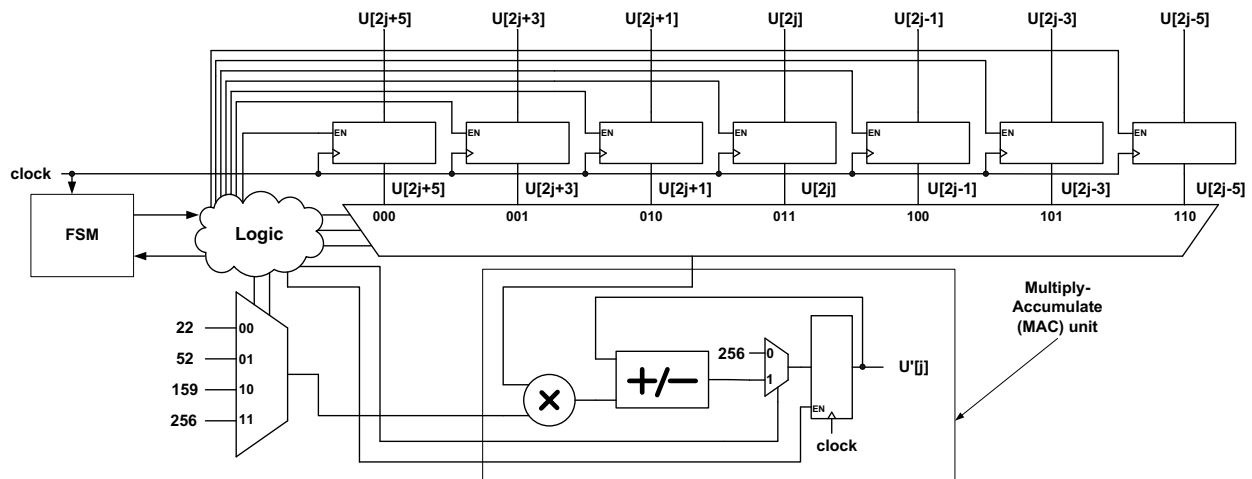 U[2j+5] U[2j+3] U[2j+1] U[2j] U[2j-1] U[2j-3] U[2j-5]
EN EN EN EN EN EN EN
clock
U[2j+5] U[2j+3] U[2j+1] U[2j] U[2j-1] U[2j-3] U[2j-5]
000 001 010 011 100 101 110
FSM
Logic
Multiply-
Accumulate
(MAC) unit
22 00
52 01
159 10
256 11
256 0
1
+/−
×
U'[j]
EN
clock